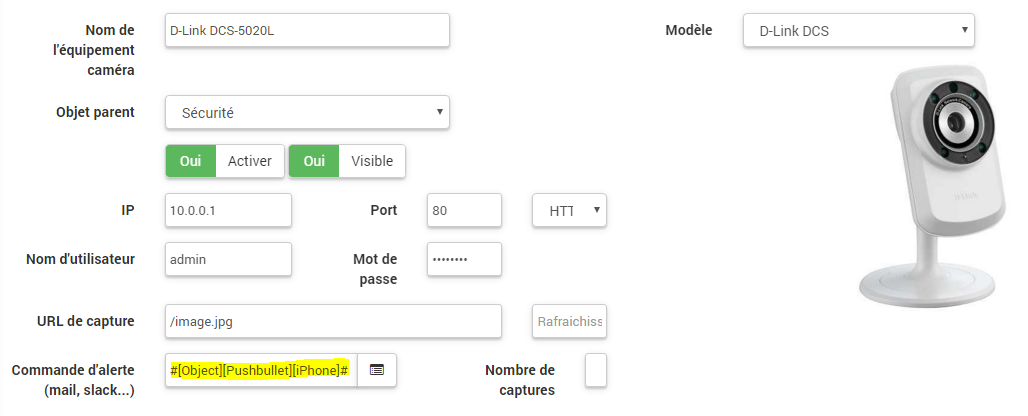 Nom de l'équipement caméra
D-Link DCS-5020L
Modèle
D-Link DCS
Objet parent
Sécurité
Oui Activer Oui Visible
IP
10.0.0.1
Port
80
HTT
Nom d'utilisateur
admin
Mot de passe
••••••••
URL de capture
/image.jpg
Rafraichiss
Commande d'alerte (mail, slack...)
#[Object][Pushbullet][iPhone]#
Nombre de captures